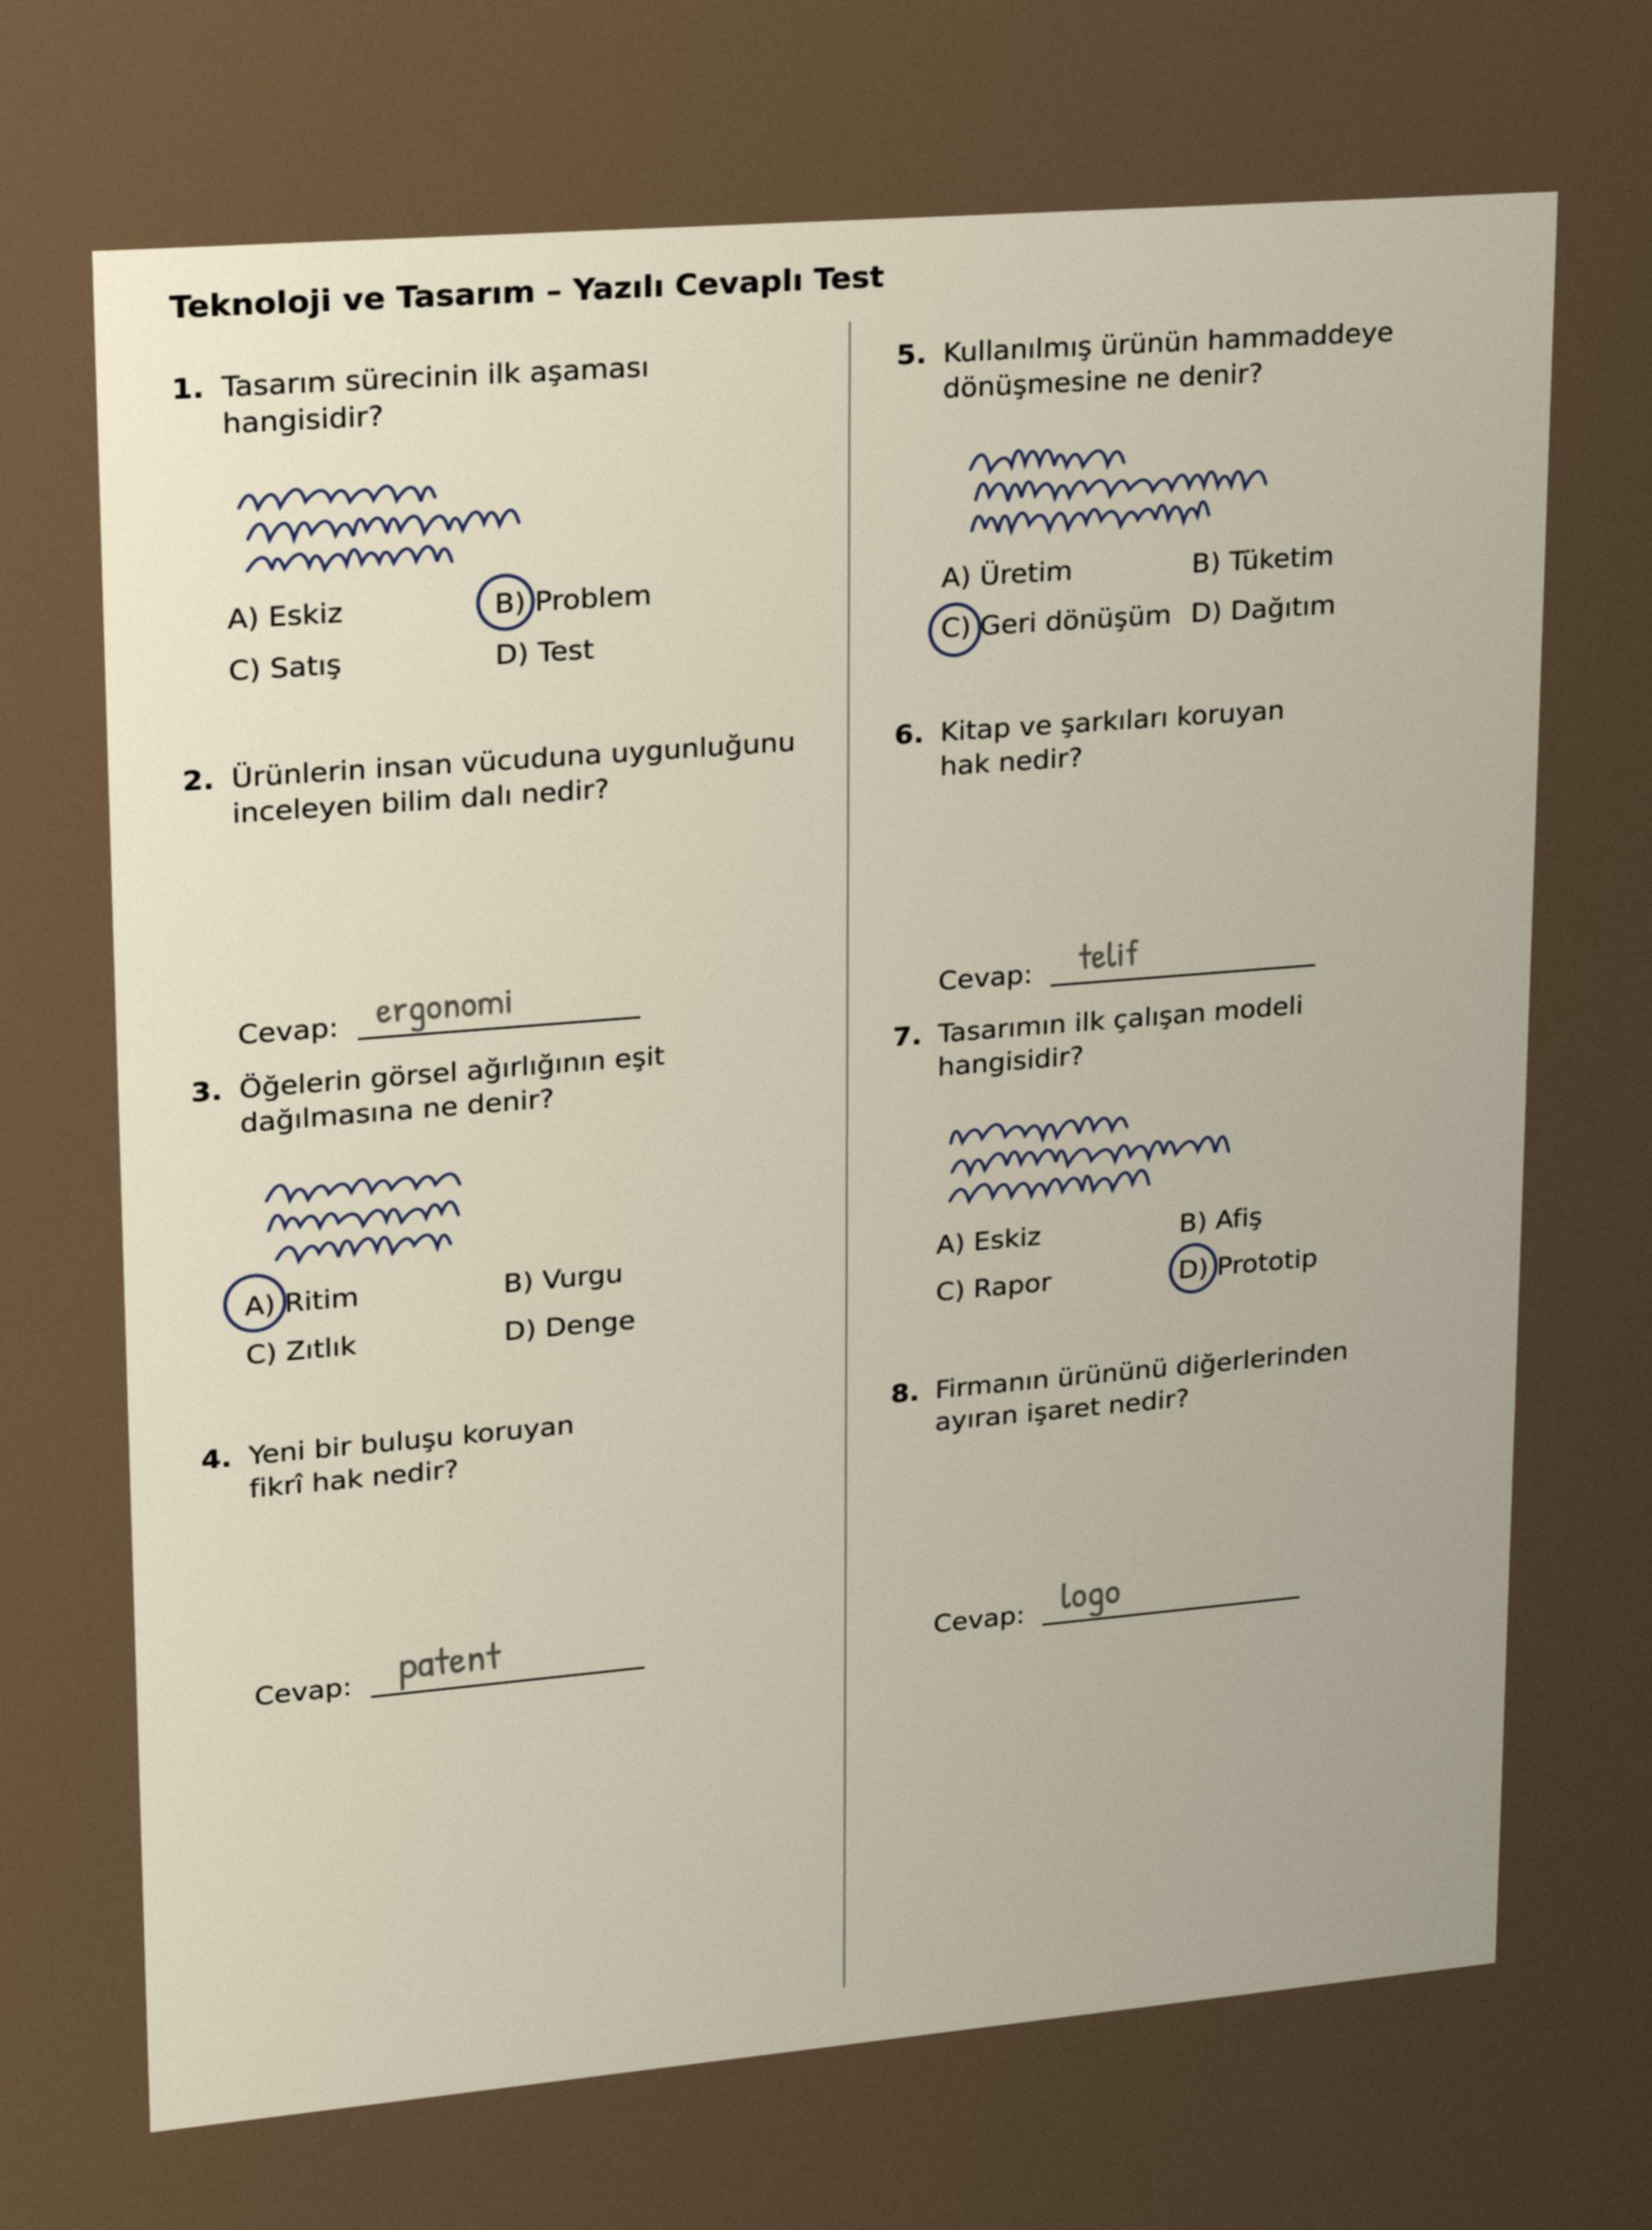 Teknoloji ve Tasarım – Yazılı Cevaplı Test
1. Tasarım sürecinin ilk aşaması
hangisidir?
A) Eskiz B) Problem
C) Satış D) Test
2. Ürünlerin insan vücuduna uygunluğunu
inceleyen bilim dalı nedir?
Cevap: ergonomi
3. Öğelerin görsel ağırlığının eşit
dağılmasına ne denir?
A) Ritim B) Vurgu
C) Zıtlık D) Denge
4. Yeni bir buluşu koruyan
fikrî hak nedir?
Cevap: patent
5. Kullanılmış ürünün hammaddeye
dönüşmesine ne denir?
A) Üretim B) Tüketim
C) Geri dönüşüm D) Dağıtım
6. Kitap ve şarkıları koruyan
hak nedir?
Cevap: telif
7. Tasarımın ilk çalışan modeli
hangisidir?
A) Eskiz B) Afiş
C) Rapor D) Prototip
8. Firmanın ürününü diğerlerinden
ayıran işaret nedir?
Cevap: logo